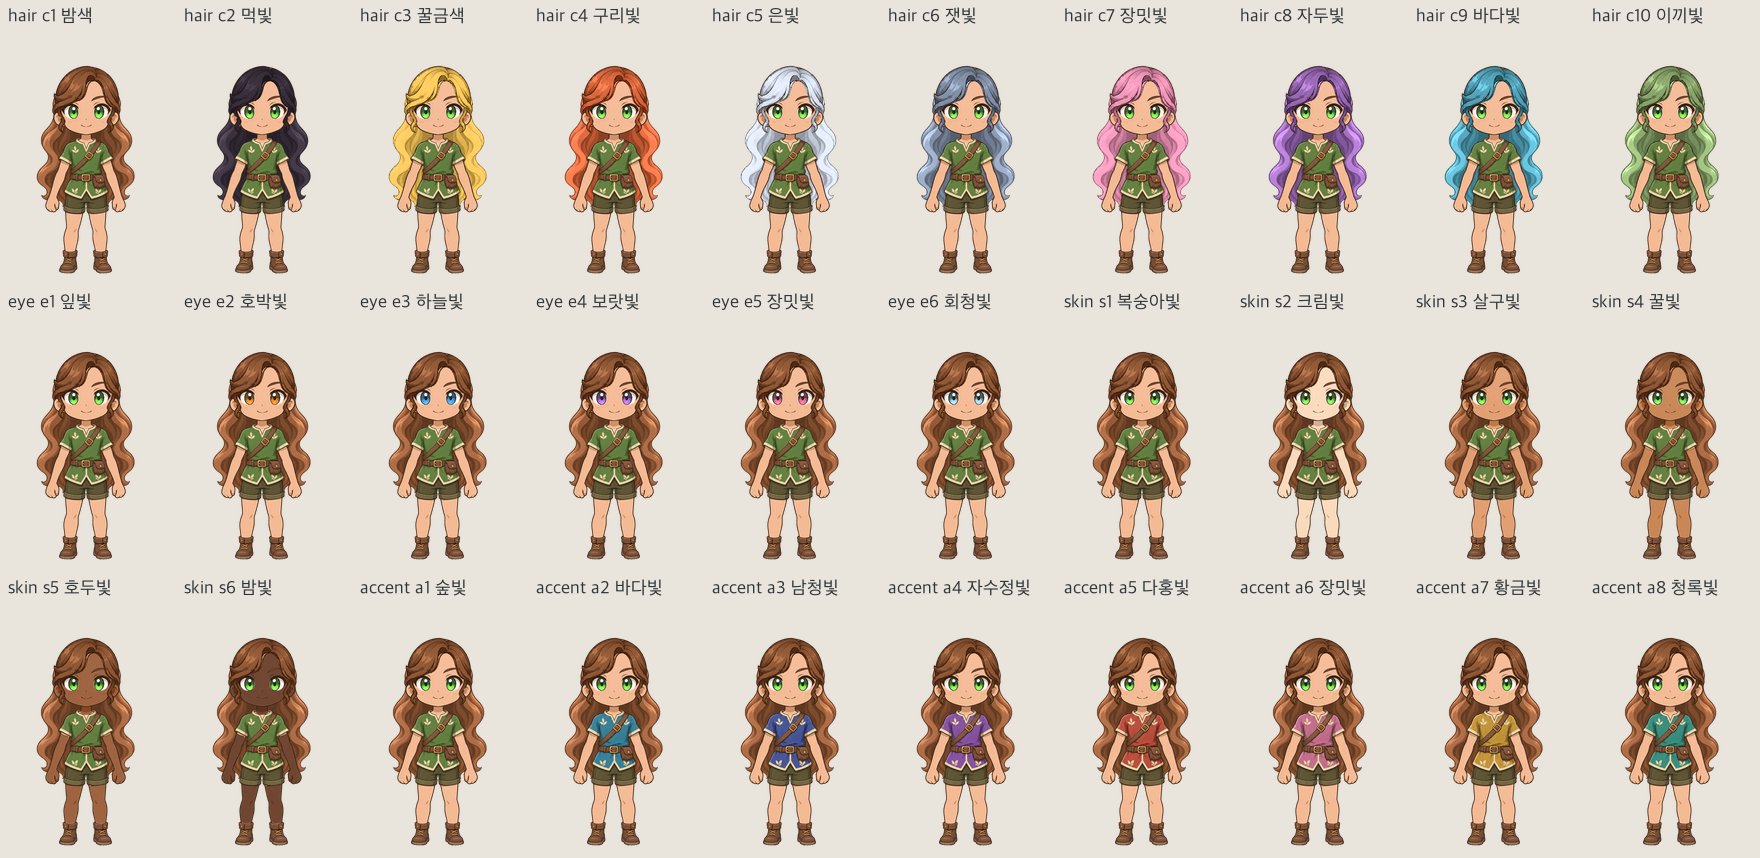 hair c1 밤색
hair c2 먹빛
hair c3 꿀금색
hair c4 구리빛
hair c5 은빛
hair c6 잿빛
hair c7 장밋빛
hair c8 자두빛
hair c9 바다빛
hair c10 이끼빛
eye e1 잎빛
eye e2 호박빛
eye e3 하늘빛
eye e4 보랏빛
eye e5 장밋빛
eye e6 회청빛
skin s1 복숭아빛
skin s2 크림빛
skin s3 살구빛
skin s4 꿀빛
skin s5 호두빛
skin s6 밤빛
accent a1 숲빛
accent a2 바다빛
accent a3 남청빛
accent a4 자수정빛
accent a5 다홍빛
accent a6 장밋빛
accent a7 황금빛
accent a8 청록빛